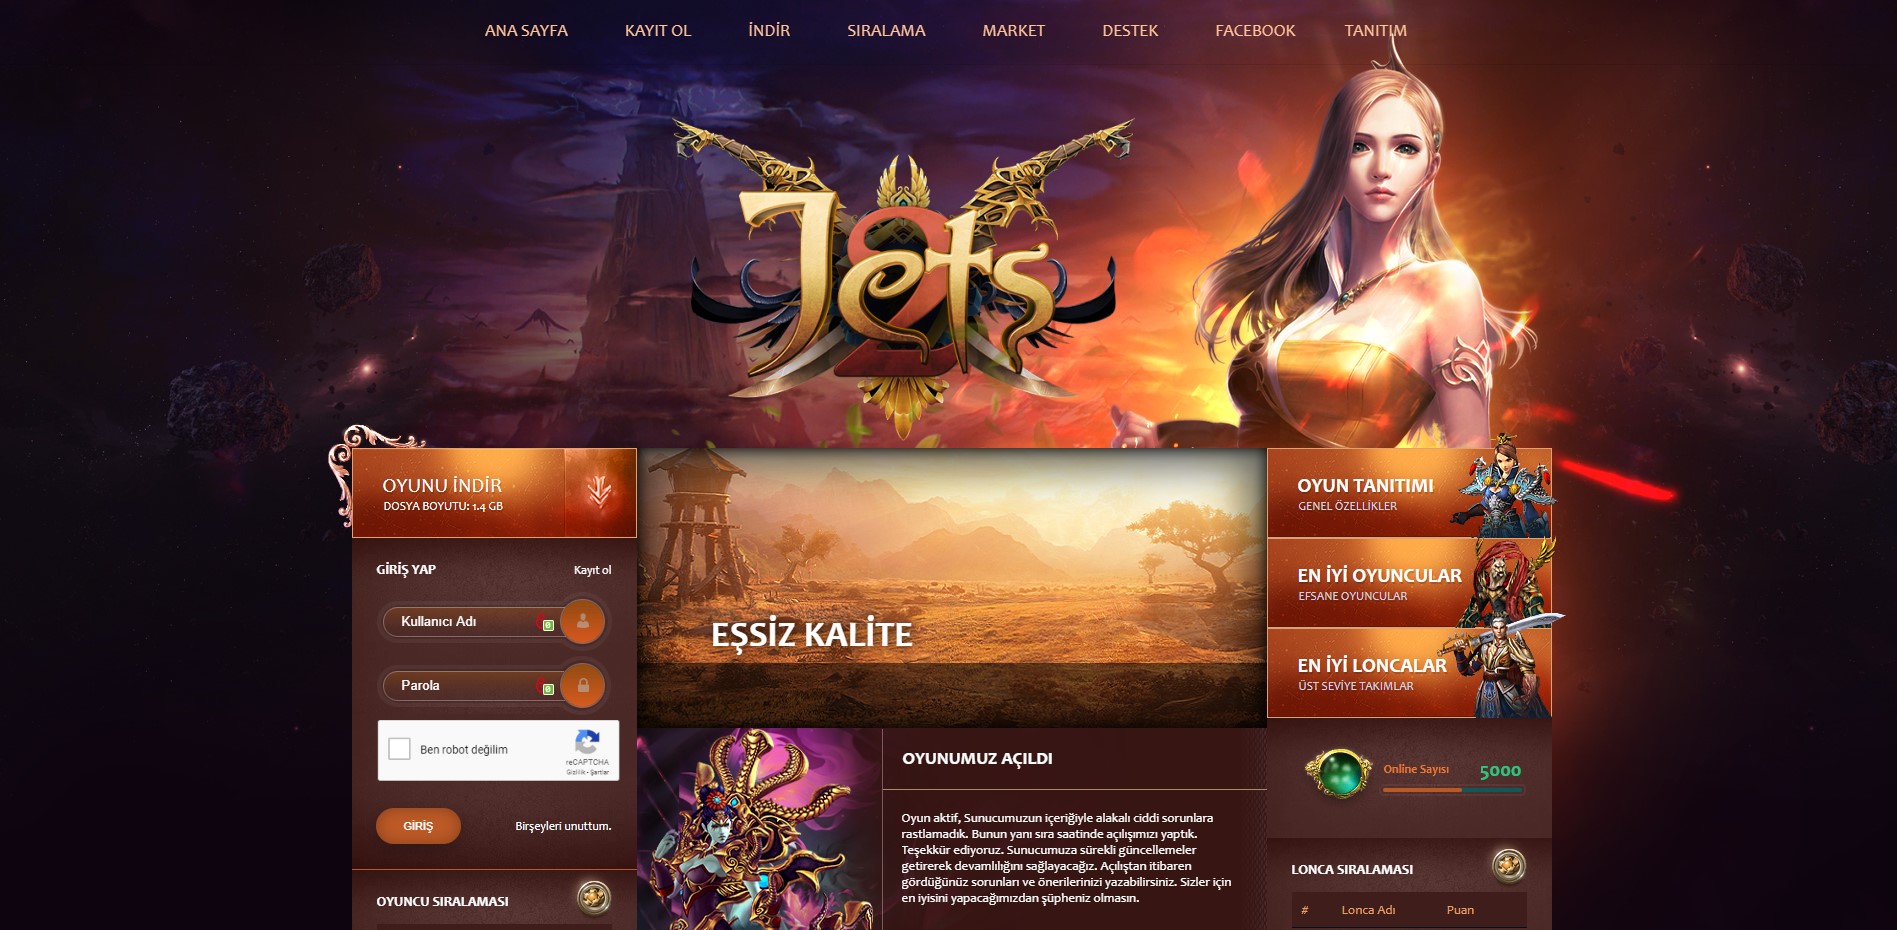 ANA SAYFA
KAYIT OL
İNDİR
SIRALAMA
MARKET
DESTEK
FACEBOOK
TANITIM
Jets
2
OYUNU İNDİR
DOSYA BOYUTU: 1.4 GB
GİRİŞ YAP
Kayıt ol
Kullanıcı Adı
Parola
Ben robot değilim
reCAPTCHA
Gizlilik - Şartlar
GİRİŞ
Birşeyleri unuttum.
OYUNCU SIRALAMASI
EŞSİZ KALİTE
OYUNUMUZ AÇILDI
Oyun aktif, Sunucumuzun içeriğiyle alakalı ciddi sorunlara
rastlamadık. Bunun yanı sıra saatinde açılışımızı yaptık.
Teşekkür ediyoruz. Sunucumuza sürekli güncellemeler
getirerek devamlılığını sağlayacağız. Açılıştan itibaren
gördüğünüz sorunları ve önerilerinizi yazabilirsiniz. Sizler için
en iyisini yapacağımızdan şüpheniz olmasın.
OYUN TANITIMI
GENEL ÖZELLİKLER
EN İYİ OYUNCULAR
EFSANE OYUNCULAR
EN İYİ LONCALAR
ÜST SEVİYE TAKIMLAR
Online Sayısı 5000
LONCA SIRALAMASI
# Lonca Adı Puan